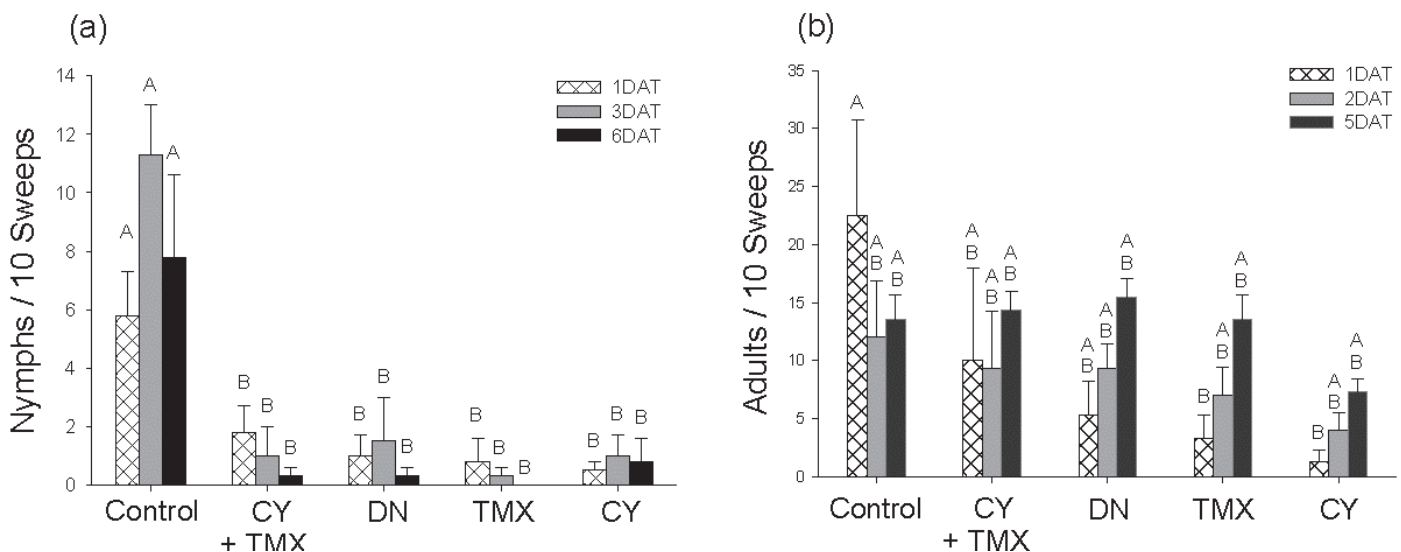 (a)
Nymphs / 10 Sweeps
14
12
10
8
6
4
2
0
1DAT
3DAT
6DAT
A
A
A
B
B
B
B
B
B
B
B
B
B
B
B
Control
CY
+ TMX
DN
TMX
CY
(b)
Adults / 10 Sweeps
35
30
25
20
15
10
5
0
1DAT
2DAT
5DAT
A
A
B
A
B
A
B
A
B
A
B
A
B
A
B
A
B
B
A
B
A
B
B
A
B
A
B
Control
CY
+ TMX
DN
TMX
CY